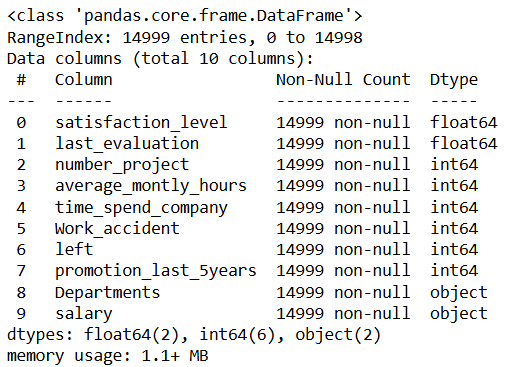 <class 'pandas.core.frame.DataFrame'>
RangeIndex: 14999 entries, 0 to 14998
Data columns (total 10 columns):
 #   Column                 Non-Null Count  Dtype
---  ------                 --------------  -----
 0   satisfaction_level     14999 non-null  float64
 1   last_evaluation        14999 non-null  float64
 2   number_project         14999 non-null  int64
 3   average_montly_hours   14999 non-null  int64
 4   time_spend_company     14999 non-null  int64
 5   Work_accident          14999 non-null  int64
 6   left                   14999 non-null  int64
 7   promotion_last_5years  14999 non-null  int64
 8   Departments            14999 non-null  object
 9   salary                 14999 non-null  object
dtypes: float64(2), int64(6), object(2)
memory usage: 1.1+ MB